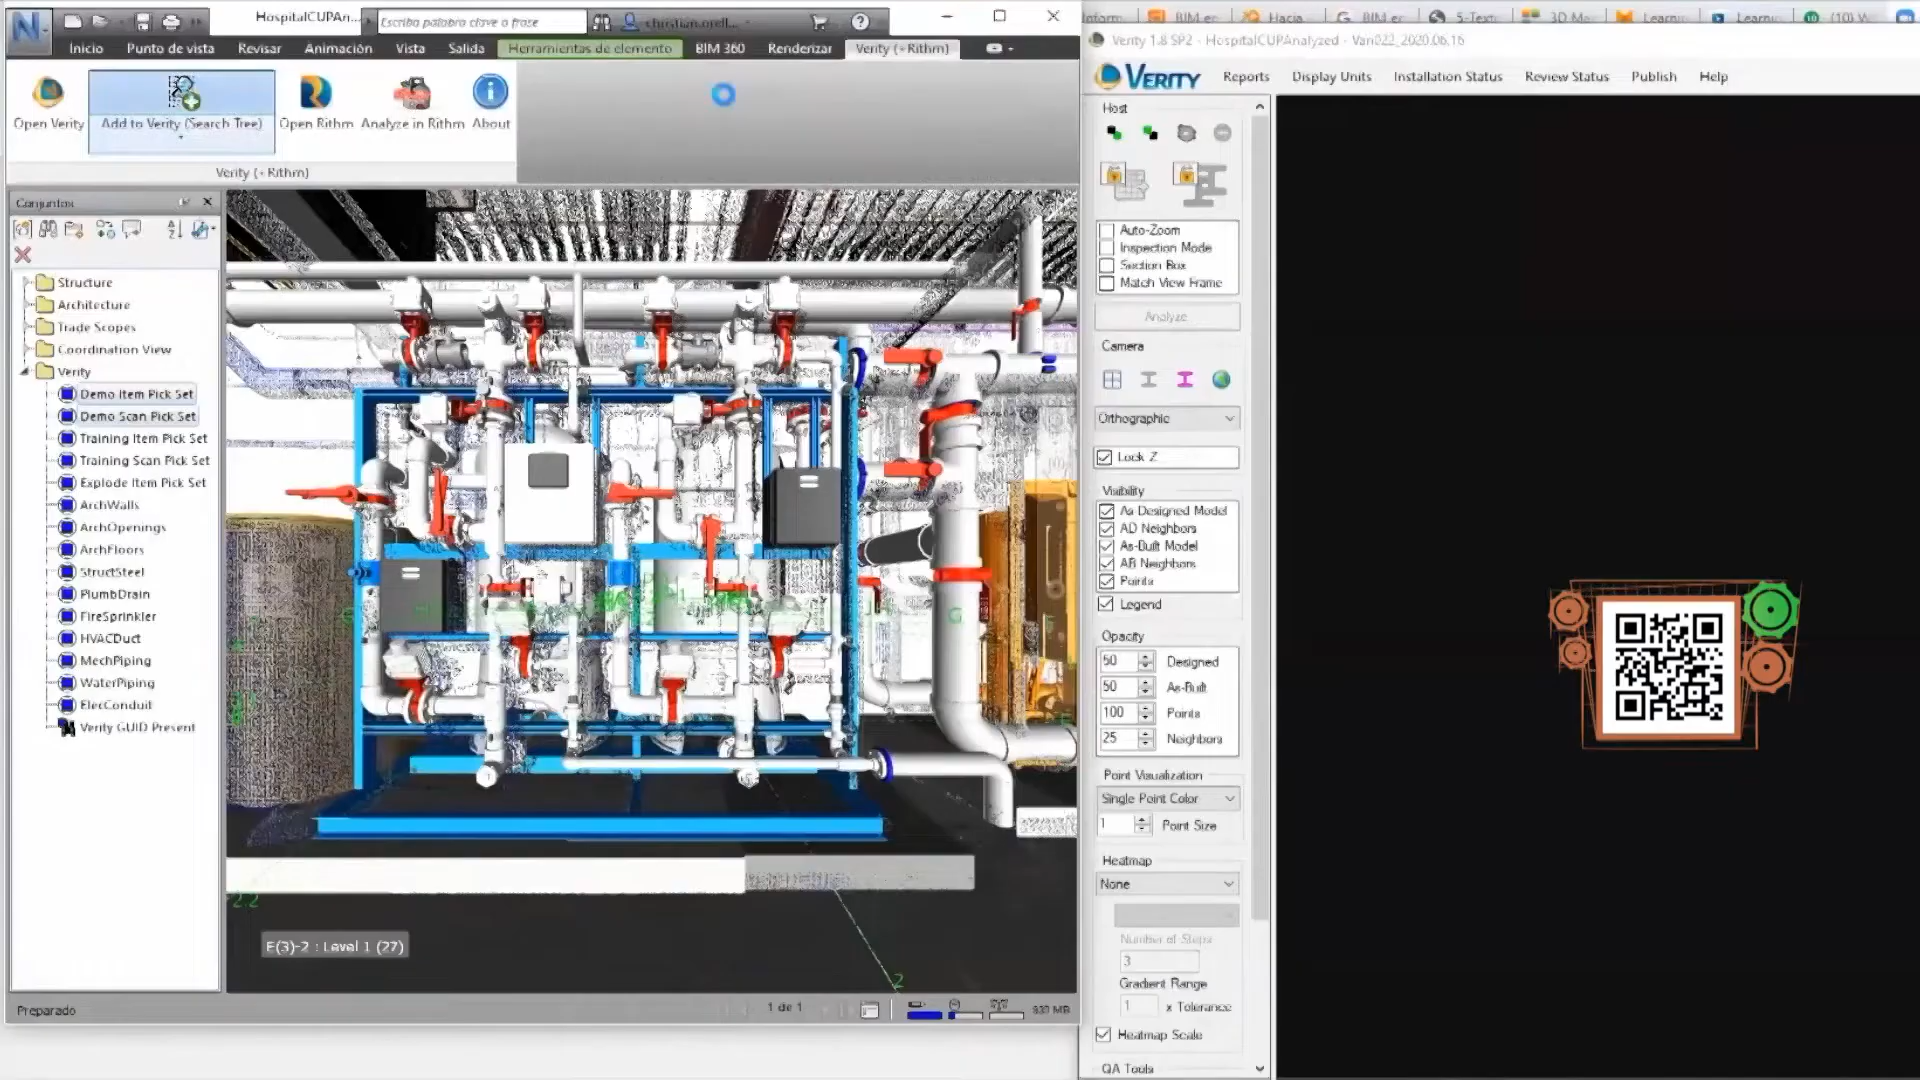 HospitalCUPAn...
Escriba palabra clave o frase
christian.orell...
Inicio Punto de vista Revisar Animación Vista Salida Herramientas de elemento BIM 360 Renderizar Verity (+Rithm)
Open Verity Add to Verity (Search Tree) Open Rithm Analyze in Rithm About
Verity (+Rithm)
Conjuntos
Structure
Architecture
Trade Scopes
Coordination View
Verity
Demo Item Pick Set
Demo Scan Pick Set
Training Item Pick Set
Training Scan Pick Set
Explode Item Pick Set
ArchWalls
ArchOpenings
ArchFloors
StructSteel
PlumbDrain
FireSprinkler
HVACDuct
MechPiping
WaterPiping
ElecConduit
Verity GUID Present
E(3)-2 : Level 1 (27)
2
Preparado
1 de 1
Verity 1.8 SP2 - HospitalCUPAnalyzed - Vari022_2020.06.16
VERITY Reports Display Units Installation Status Review Status Publish Help
Host
Auto-Zoom
Inspection Mode
Section Box
Match View Frame
Analyze
Camera
Orthographic
Lock Z
Visibility
As Designed Model
AD Neighbors
As-Built Model
AB Neighbors
Points
Legend
Opacity
50 Designed
50 As-Built
100 Points
25 Neighbors
Point Visualization
Single Point Color
1 Point Size
Heatmap
None
Number of Steps
3
Gradient Range
1 x Tolerance
Heatmap Scale
QA Tools